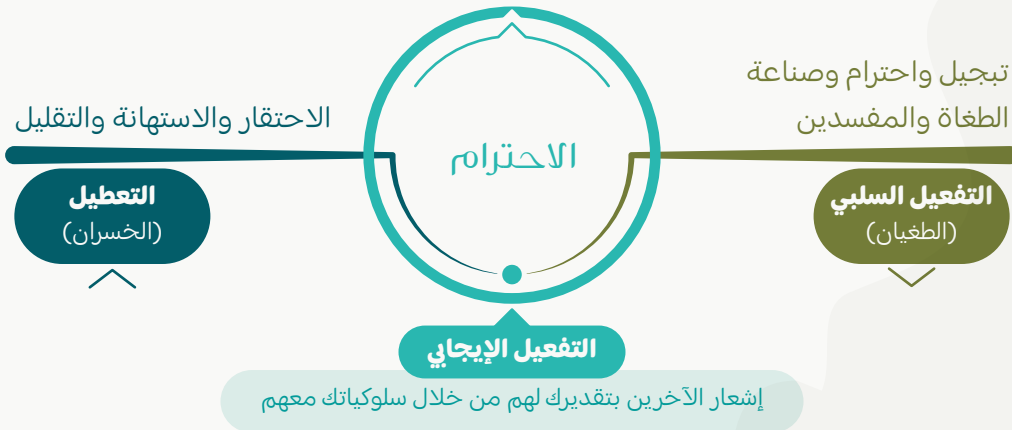 تبجيل واحترام وصناعة
الطغاة والمفسدين
التفعيل السلبي
(الطغيان)
الاحترام
الاحتقار والاستهانة والتقليل
التعطيل
(الخسران)
التفعيل الإيجابي
إشعار الآخرين بتقديرك لهم من خلال سلوكياتك معهم